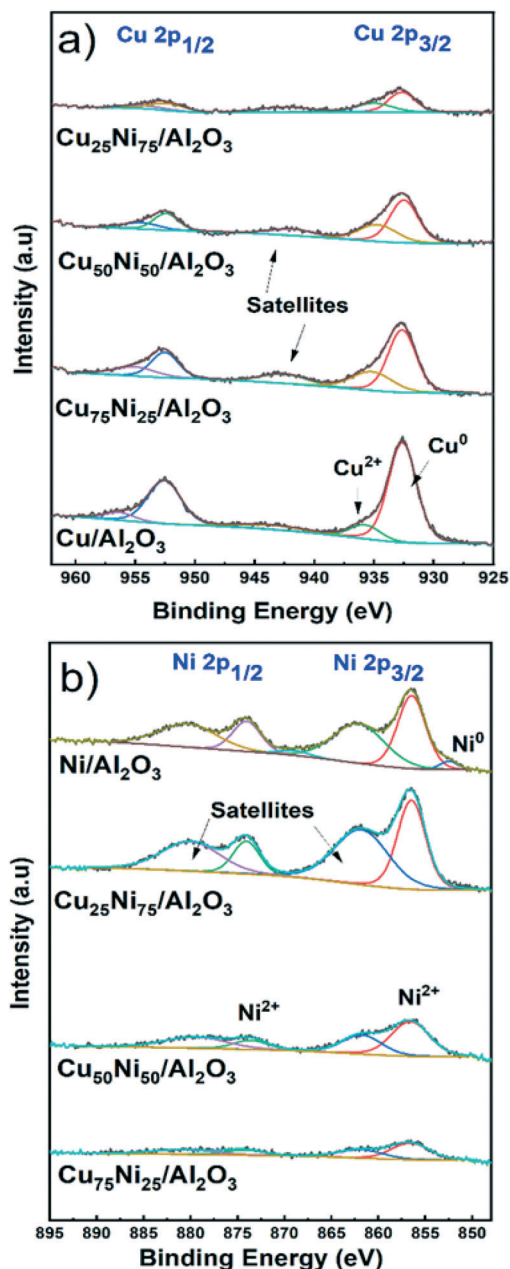 a)
Cu 2p1/2
Cu 2p3/2
Cu25Ni75/Al2O3
Cu50Ni50/Al2O3
Satellites
Cu75Ni25/Al2O3
Cu2+
Cu0
Cu/Al2O3
Intensity (a.u)
960 955 950 945 940 935 930 925
Binding Energy (eV)
b)
Ni 2p1/2
Ni 2p3/2
Ni0
Ni/Al2O3
Satellites
Cu25Ni75/Al2O3
Ni2+
Ni2+
Cu50Ni50/Al2O3
Cu75Ni25/Al2O3
Intensity (a.u)
895 890 885 880 875 870 865 860 855 850
Binding Energy (eV)